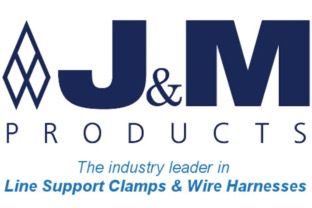 J&M
PRODUCTS
The industry leader in
Line Support Clamps & Wire Harnesses